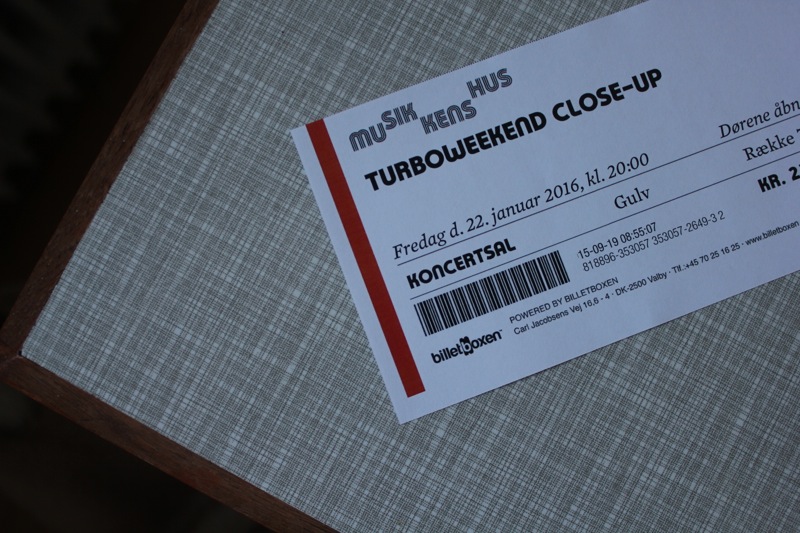 MUSIKKENS HUS
TURBOWEEKEND CLOSE-UP
Dørene åbn
Fredag d. 22. januar 2016, kl. 20:00
Gulv
Række
KONCERTSAL
KR. 2
15-09-19 08:55:07
818896-353057 353057-2649-3 2
billetboxen
POWERED BY BILLETBOXEN
Carl Jacobsens Vej 16,6 - 4 · DK-2500 Valby · Tlf.:+45 70 25 16 25 · www.billetboxen